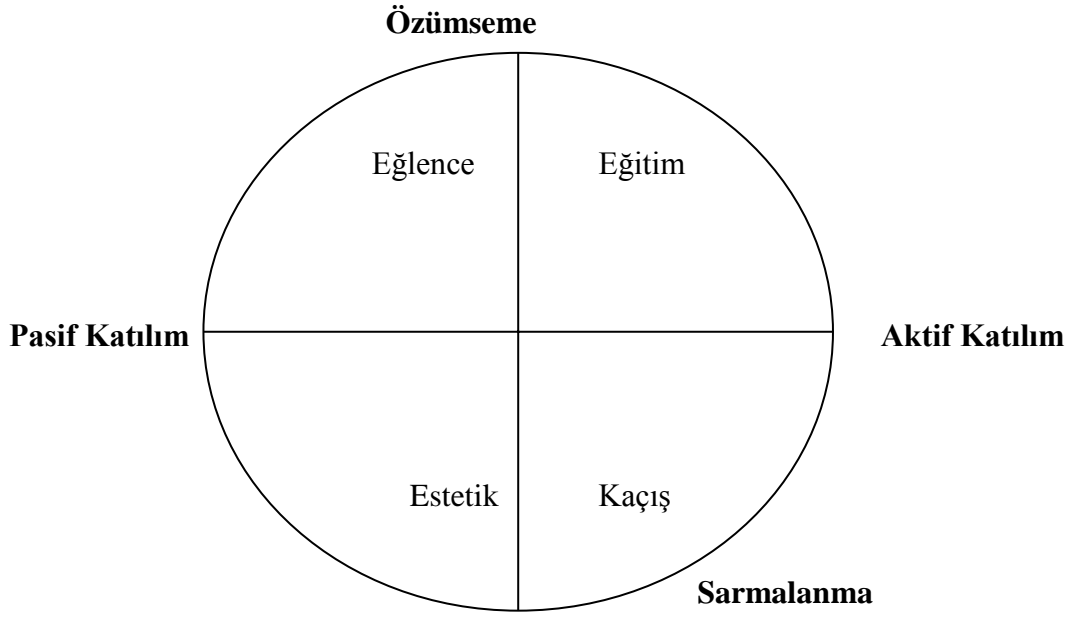 Özümseme
Eğlence
Eğitim
Pasif Katılım
Aktif Katılım
Estetik
Kaçış
Sarmalanma